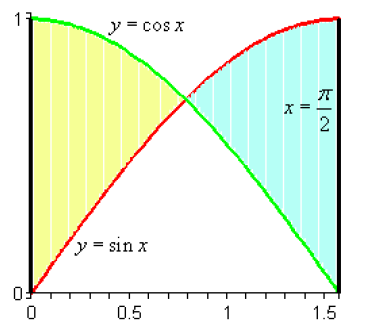 1
y = cos x
x = π/2
y = sin x
0
0 0.5 1 1.5